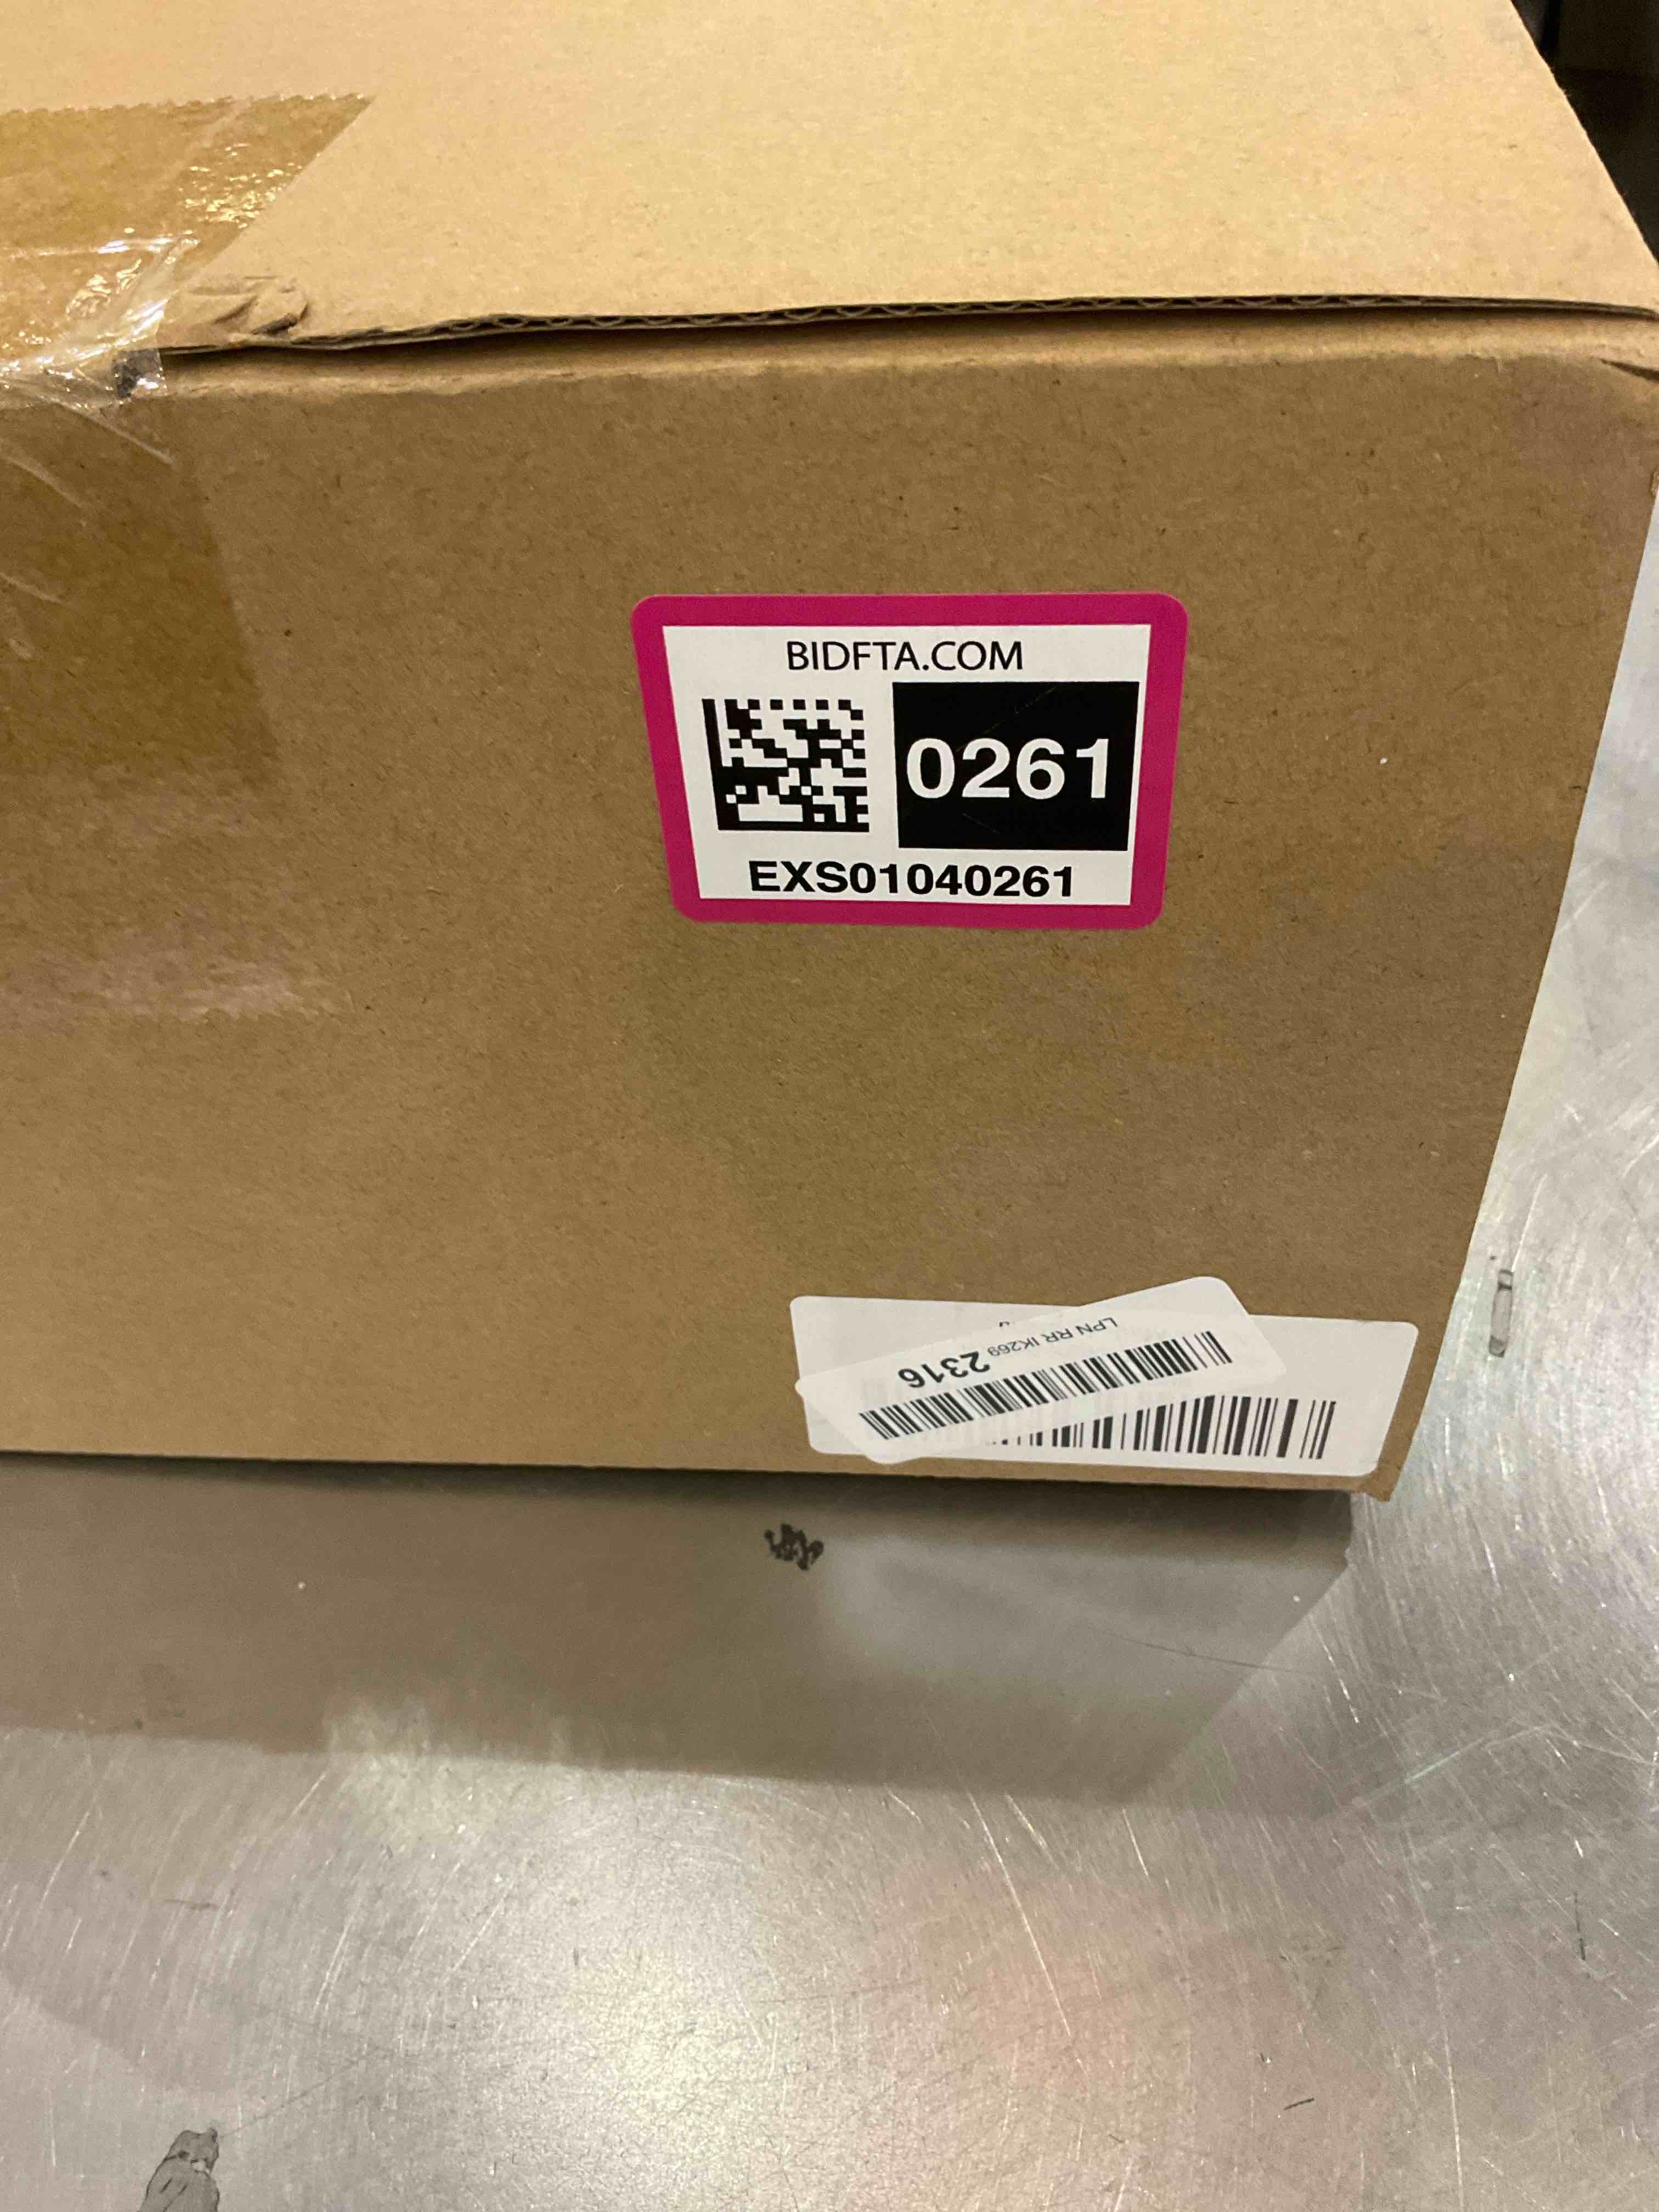 BIDFTA.COM
0261
EXS01040261
LPN RR IK269 2316